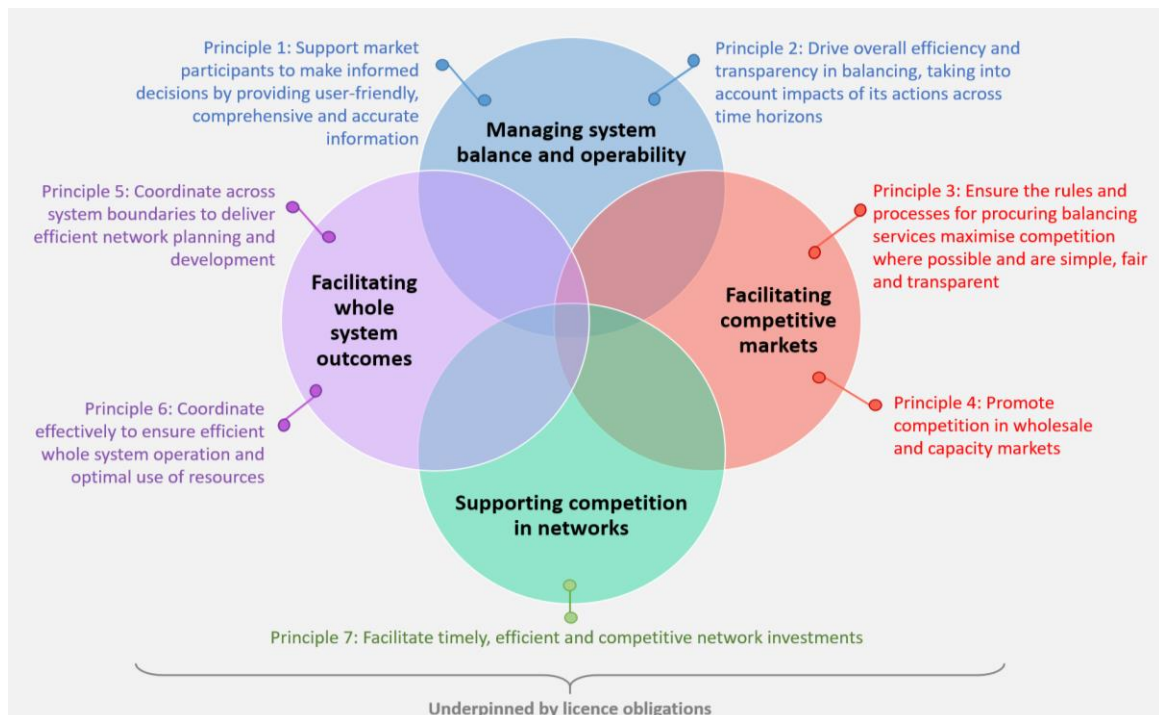 Principle 1: Support market
participants to make informed
decisions by providing user-friendly,
comprehensive and accurate
information
Principle 2: Drive overall efficiency and
transparency in balancing, taking into
account impacts of its actions across
time horizons
Managing system
balance and operability
Principle 5: Coordinate across
system boundaries to deliver
efficient network planning and
development
Principle 3: Ensure the rules and
processes for procuring balancing
services maximise competition
where possible and are simple, fair
and transparent
Facilitating
whole
system
outcomes
Facilitating
competitive
markets
Principle 6: Coordinate
effectively to ensure efficient
whole system operation and
optimal use of resources
Principle 4: Promote
competition in wholesale
and capacity markets
Supporting competition
in networks
Principle 7: Facilitate timely, efficient and competitive network investments
Underpinned by licence obligations